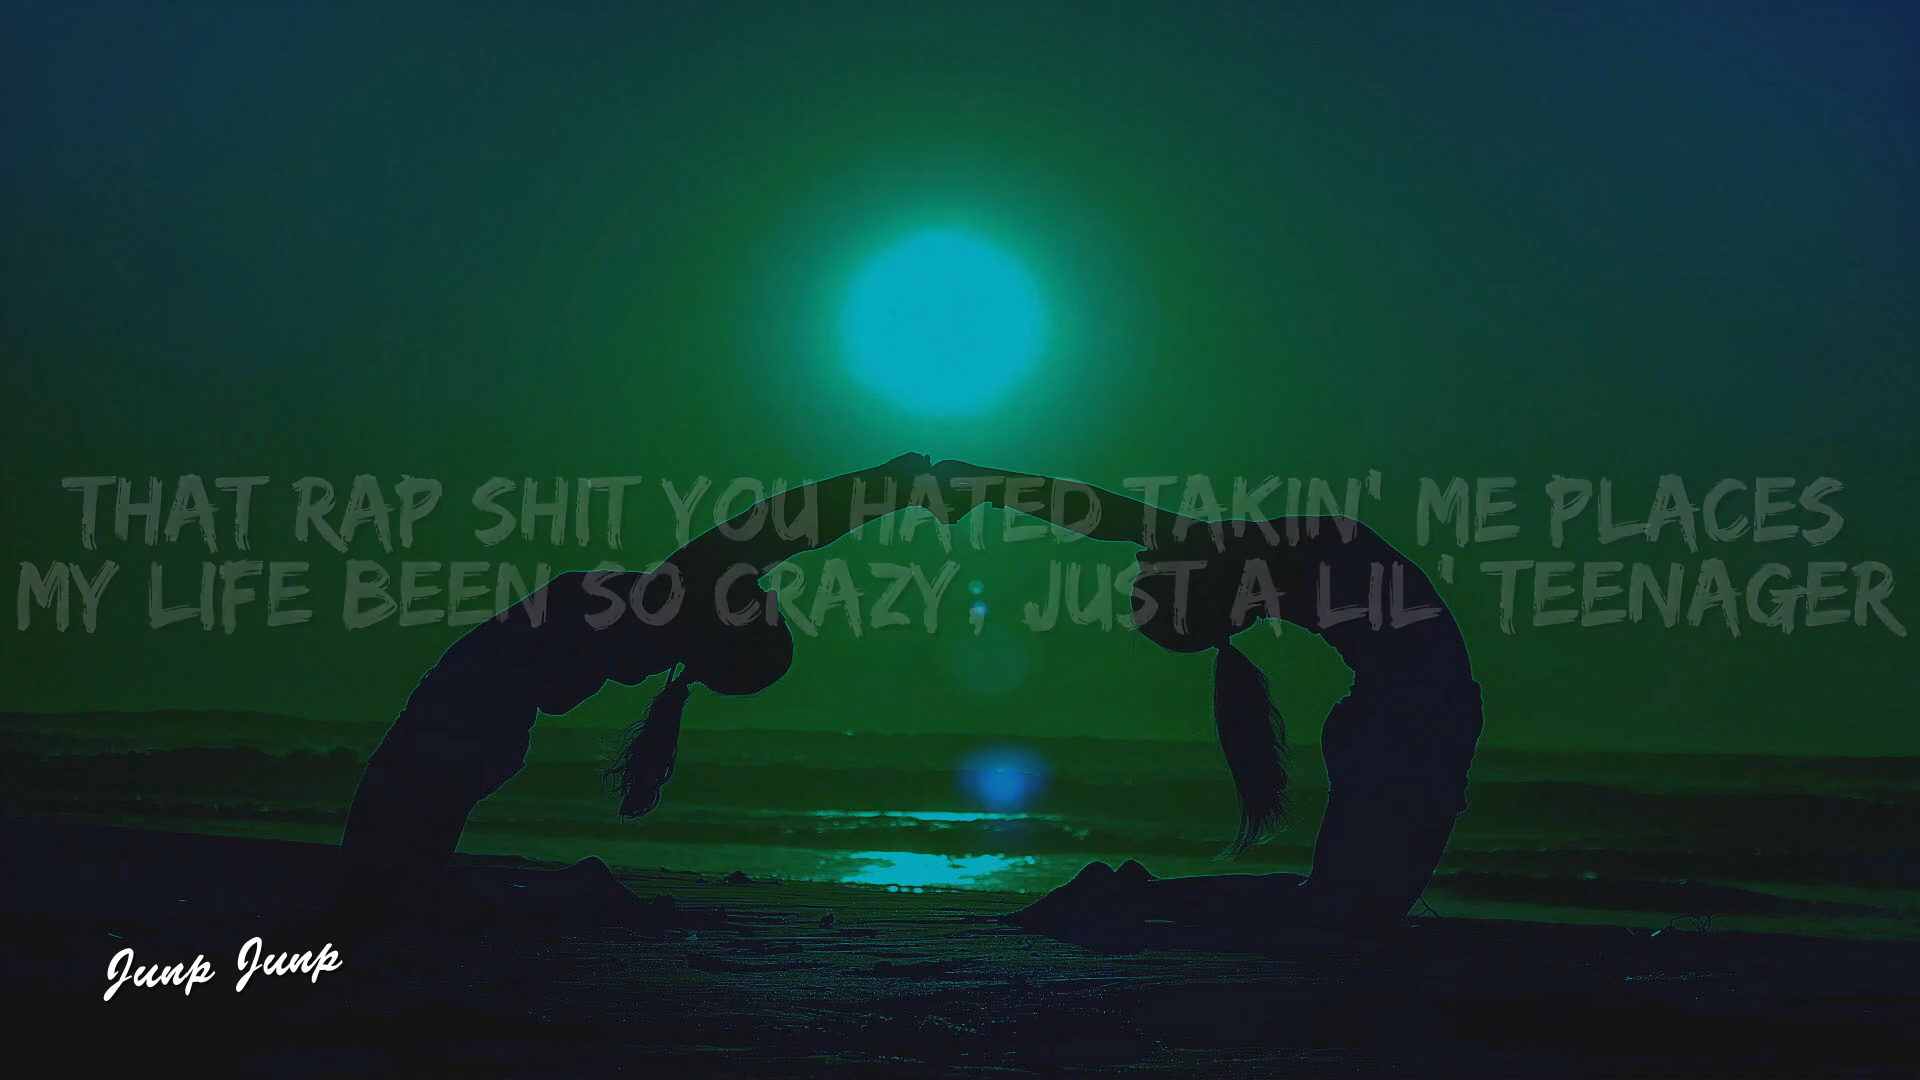 THAT RAP SHIT YOU HATED TAKIN' ME PLACES
MY LIFE BEEN SO CRAZY, JUST A LIL' TEENAGER
Junp Junp